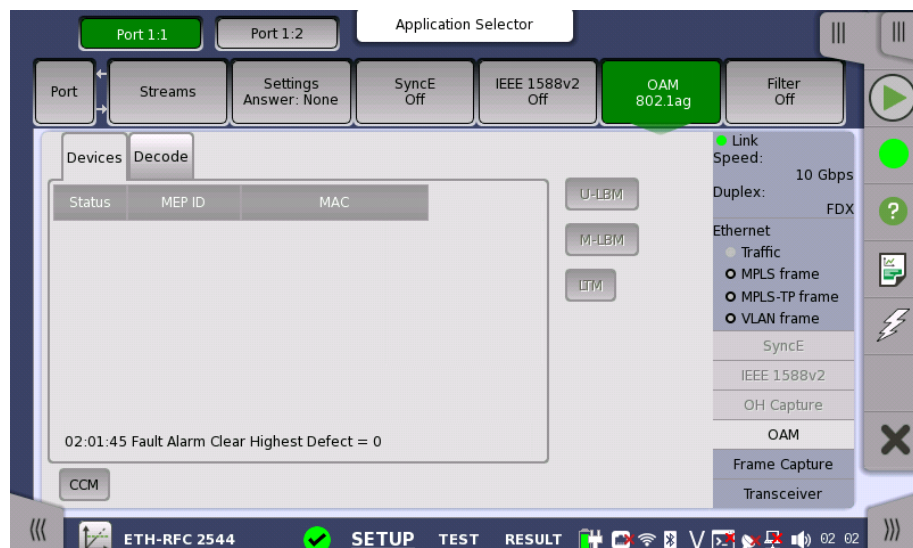 Application Selector
Port 1:1
Port 1:2
Port
Streams
Settings
Answer: None
SyncE
Off
IEEE 1588v2
Off
OAM
802.1ag
Filter
Off
Devices
Decode
Status MEP ID MAC
U-LBM
M-LBM
LTM
02:01:45 Fault Alarm Clear Highest Defect = 0
CCM
Link
Speed:
10 Gbps
Duplex:
FDX
Ethernet
Traffic
MPLS frame
MPLS-TP frame
VLAN frame
SyncE
IEEE 1588v2
OH Capture
OAM
Frame Capture
Transceiver
ETH-RFC 2544
SETUP TEST RESULT
V
02 02